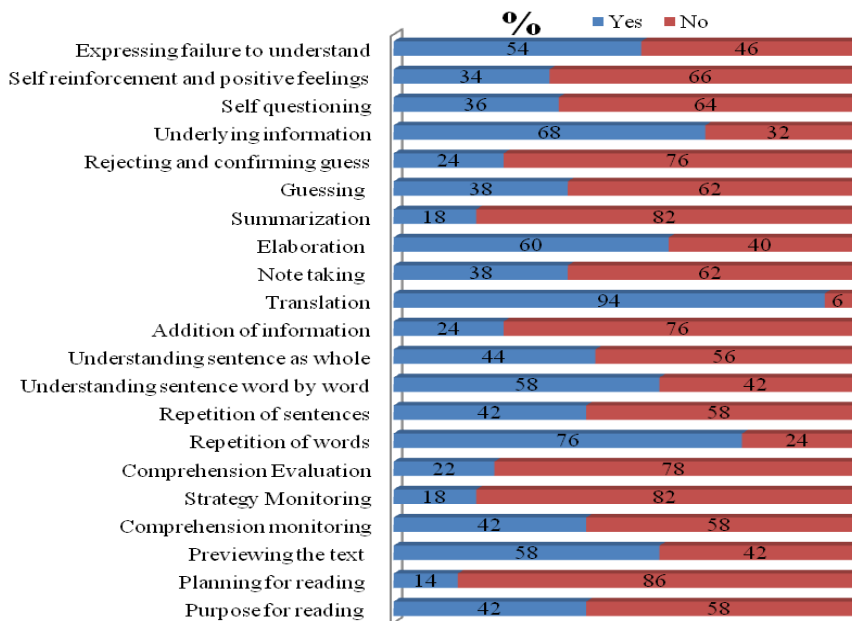 % Yes No
Expressing failure to understand 54 46
Self reinforcement and positive feelings 34 66
Self questioning 36 64
Underlying information 68 32
Rejecting and confirming guess 24 76
Guessing 38 62
Summarization 18 82
Elaboration 60 40
Note taking 38 62
Translation 94 6
Addition of information 24 76
Understanding sentence as whole 44 56
Understanding sentence word by word 58 42
Repetition of sentences 42 58
Repetition of words 76 24
Comprehension Evaluation 22 78
Strategy Monitoring 18 82
Comprehension monitoring 42 58
Previewing the text 58 42
Planning for reading 14 86
Purpose for reading 42 58